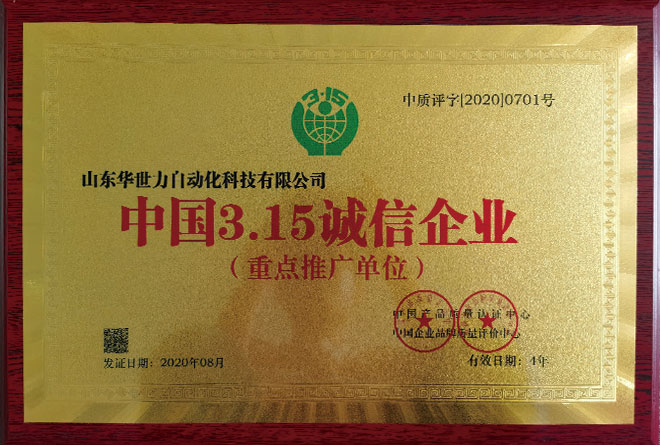 3·15
中质评字[2020]0701号
山东华世力自动化科技有限公司
中国3.15诚信企业
（重点推广单位）
中国产品质量认证中心
中国企业品牌质量评价中心
发证日期：2020年08月
有效日期：4年